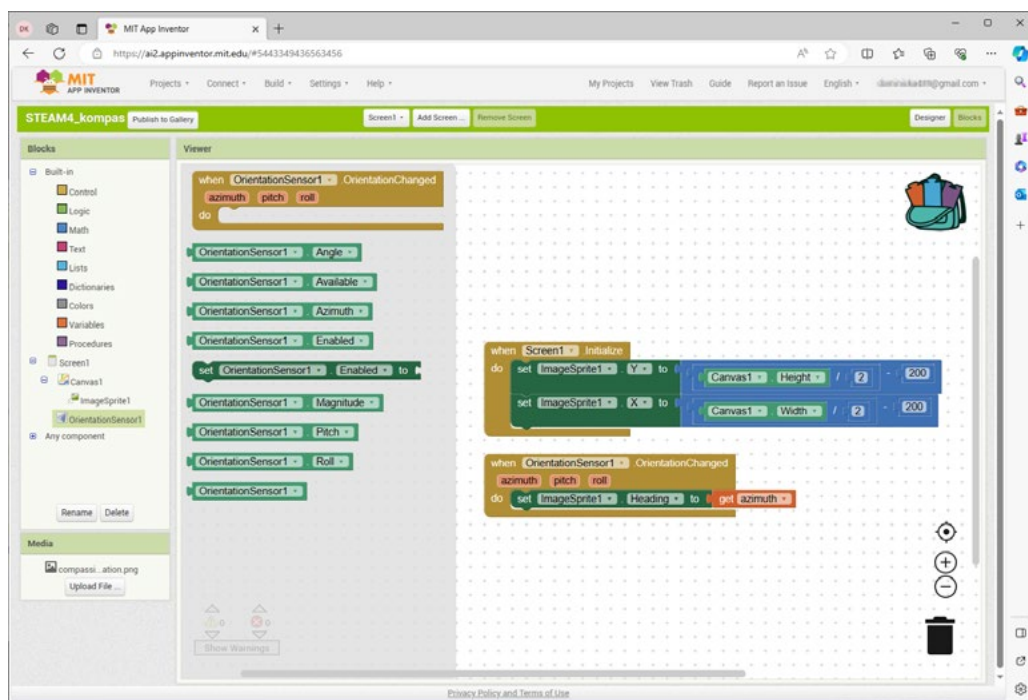 DK
MIT App Inventor
https://ai2.appinventor.mit.edu/#5443349436563456
MIT
APP INVENTOR
Projects Connect Build Settings Help My Projects View Trash Guide Report an Issue English
STEAM4_kompas Publish to Gallery Screen1 Add Screen ... Remove Screen Designer Blocks
Blocks
Viewer
Built-in
Control
Logic
Math
Text
Lists
Dictionaries
Colors
Variables
Procedures
Screen1
Canvas1
ImageSprite1
OrientationSensor1
Any component
Rename Delete
Media
compassi...ation.png
Upload File ...
when OrientationSensor1 .OrientationChanged
azimuth pitch roll
do
OrientationSensor1 . Angle
OrientationSensor1 . Available
OrientationSensor1 . Azimuth
OrientationSensor1 . Enabled
set OrientationSensor1 . Enabled to
OrientationSensor1 . Magnitude
OrientationSensor1 . Pitch
OrientationSensor1 . Roll
OrientationSensor1
0 0
Show Warnings
when Screen1 .Initialize
do set ImageSprite1 . Y to Canvas1 . Height / 2 - 200
set ImageSprite1 . X to Canvas1 . Width / 2 - 200
when OrientationSensor1 .OrientationChanged
azimuth pitch roll
do set ImageSprite1 . Heading to get azimuth
Privacy Policy and Terms of Use